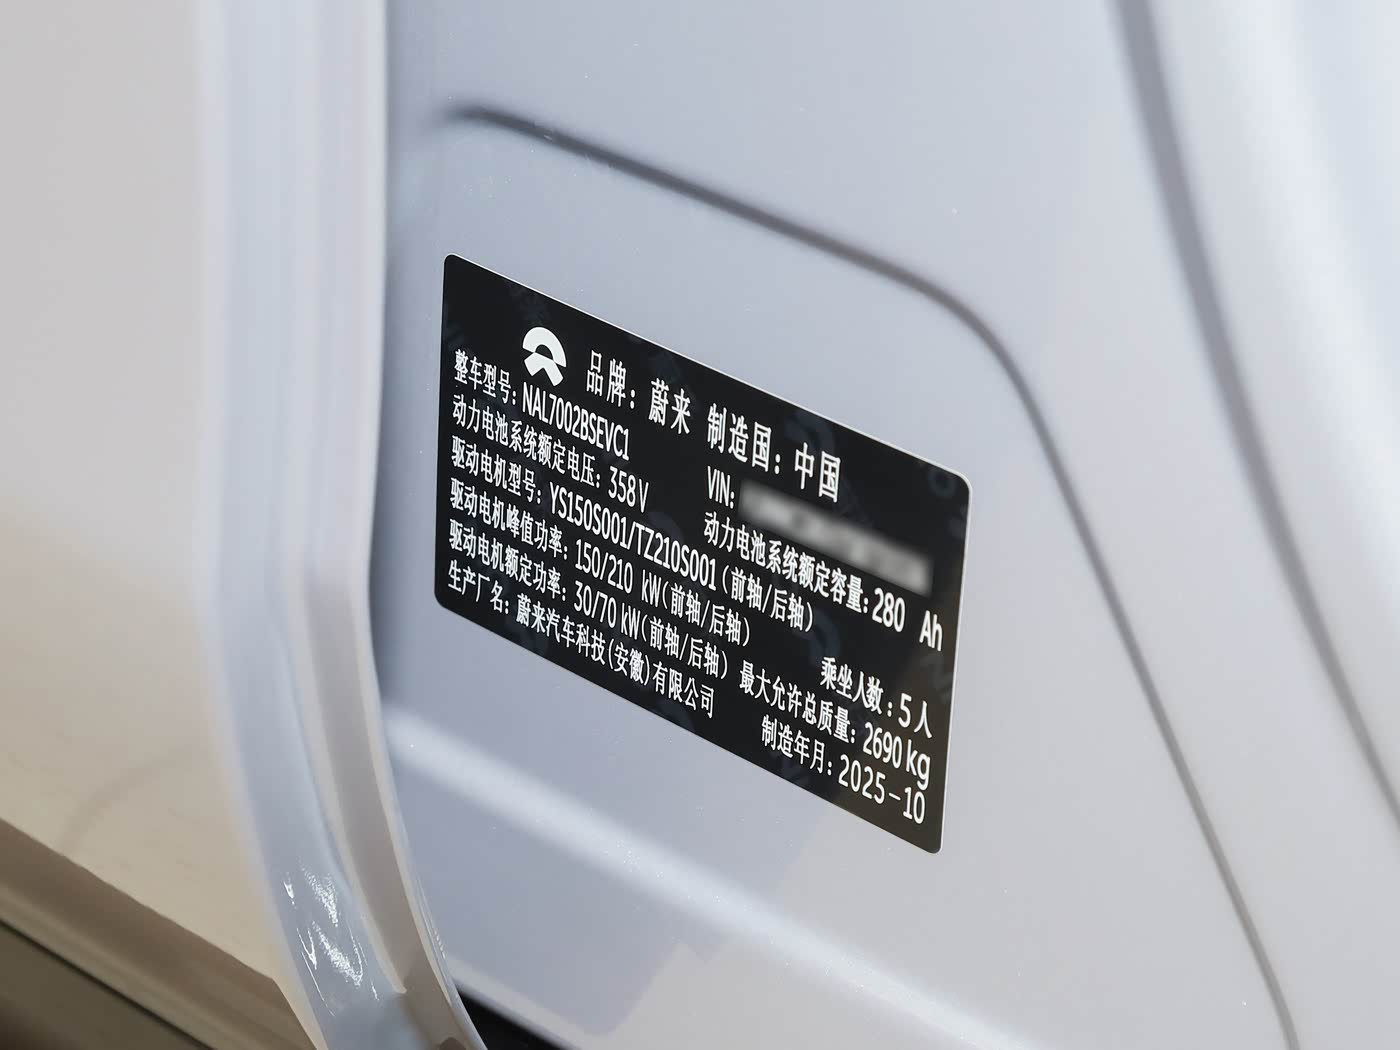 品牌: 蔚来 制造国: 中国
整车型号: NAL7002BSEVC1 VIN:
动力电池系统额定电压: 358V 动力电池系统额定容量: 280 Ah
驱动电机型号: YS150S001/TZ210S001 (前轴/后轴)
驱动电机峰值功率: 150/210 kW(前轴/后轴) 乘坐人数: 5人
驱动电机额定功率: 30/70 kW(前轴/后轴) 最大允许总质量: 2690kg
生产厂名: 蔚来汽车科技(安徽)有限公司 制造年月: 2025-10